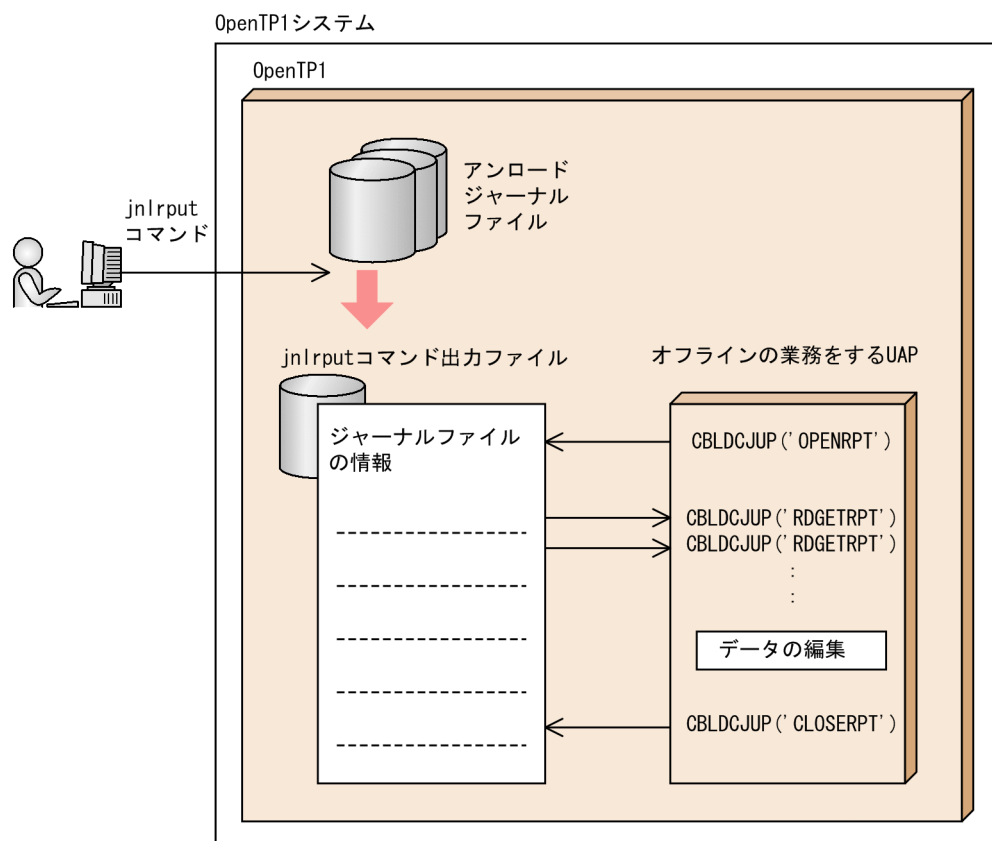 OpenTP1システム
OpenTP1
アンロード
ジャーナル
ファイル
jnlrput
コマンド
jnlrputコマンド出力ファイル
オフラインの業務をするUAP
ジャーナルファイル
の情報
CBLDCJUP('OPENRPT')
CBLDCJUP('RDGETRPT')
CBLDCJUP('RDGETRPT')
:
:
データの編集
CBLDCJUP('CLOSERPT')